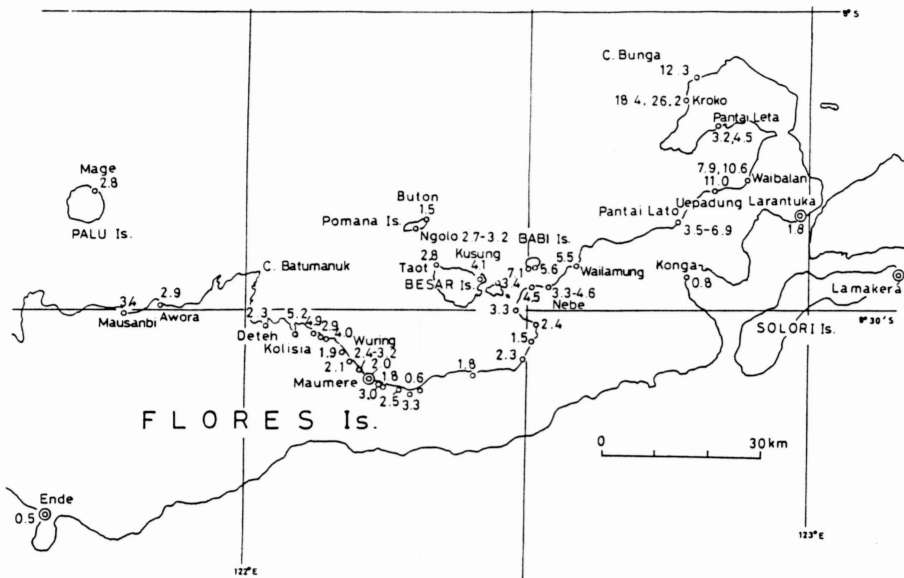 8° S
C. Bunga
12.3
18.4, 26.2 Kroko
Pantai Leta
3.2, 4.5
Mage
2.8
PALU Is.
7.9, 10.6
11.0
Waibalan
Buton
1.5
Pomana Is.
Ngolo 2.7-3.2
Pantai Lato
Uepadung
Larantuka
1.8
3.5-6.9
BABI Is.
Kusung
4.1
2.8
Taot
BESAR Is.
3.4
7.1
5.6
5.5
Wailamung
Konga
0.8
Lamakera
C. Batumanuk
4.5
3.3-4.6
Nebe
3.3
8° 30' S
SOLORI Is.
34
Mausanbi
2.9
Awora
2.3
Deteh
5.2
Kolisia
4.9
2.9
4.0
Wuring
1.9
2.4-3.2
2.1
2.0
Maumere
1.8
3.0
2.5
0.6
3.3
1.8
2.4
1.5
2.3
FLORES Is.
0 30km
Ende
0.5
122°E
123°E